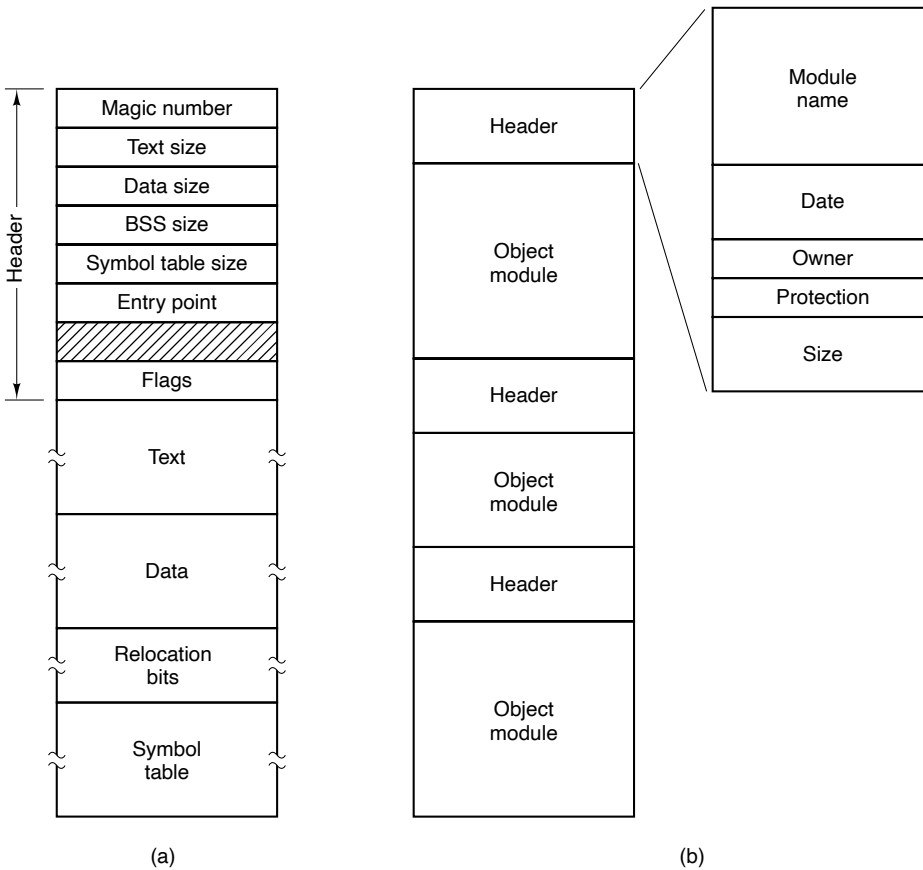 Header
Magic number
Text size
Data size
BSS size
Symbol table size
Entry point
Flags
Text
Data
Relocation
bits
Symbol
table
(a)
Header
Object
module
Header
Object
module
Header
Object
module
Module
name
Date
Owner
Protection
Size
(b)